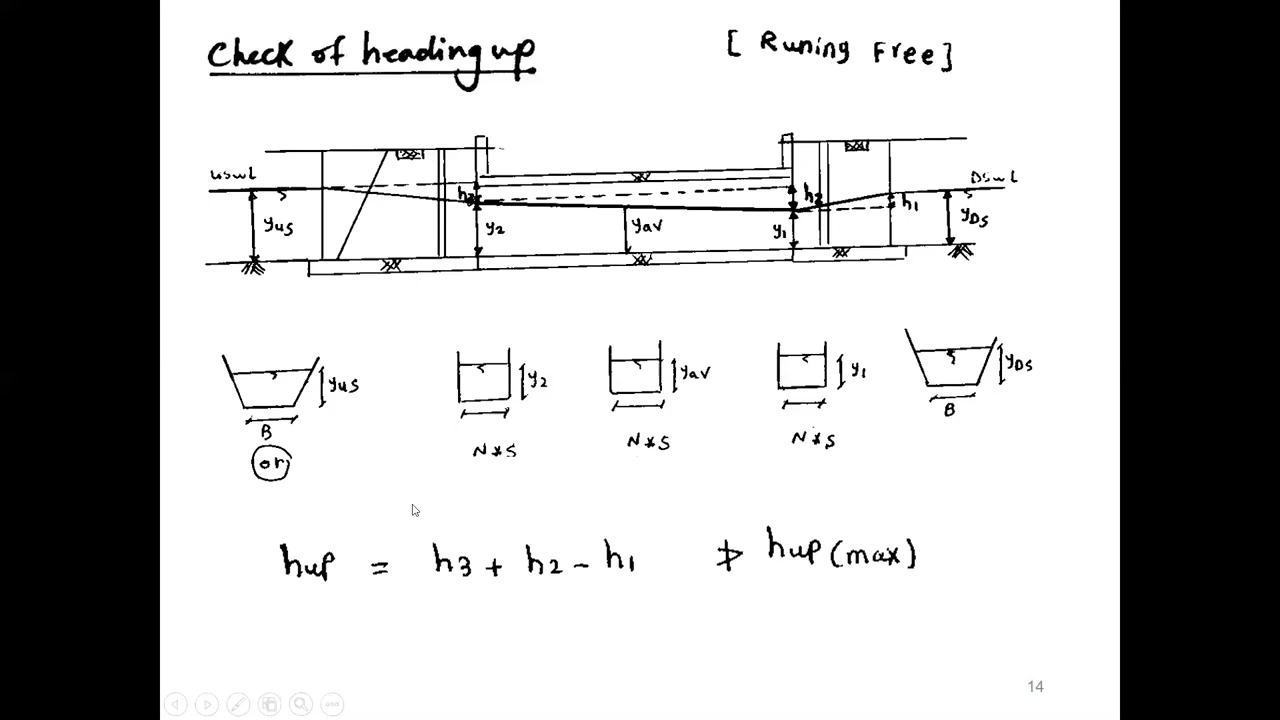 Check of heading up
[ Runing Free ]
USWL
DSWL
h3
h2
h1
yus
y2
yav
y1
yDS
yus
y2
yav
y1
yDS
B
N*S
N*S
N*S
B
or
hup = h3 + h2 - h1 ≯ hup (max)
14